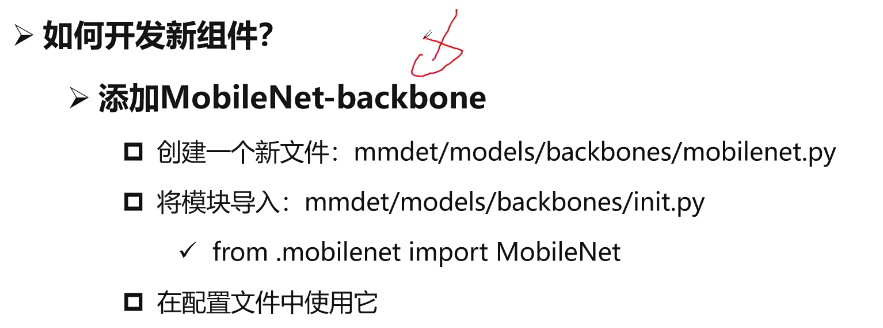 如何开发新组件？
添加MobileNet-backbone
创建一个新文件：mmdet/models/backbones/mobilenet.py
将模块导入：mmdet/models/backbones/init.py
from .mobilenet import MobileNet
在配置文件中使用它